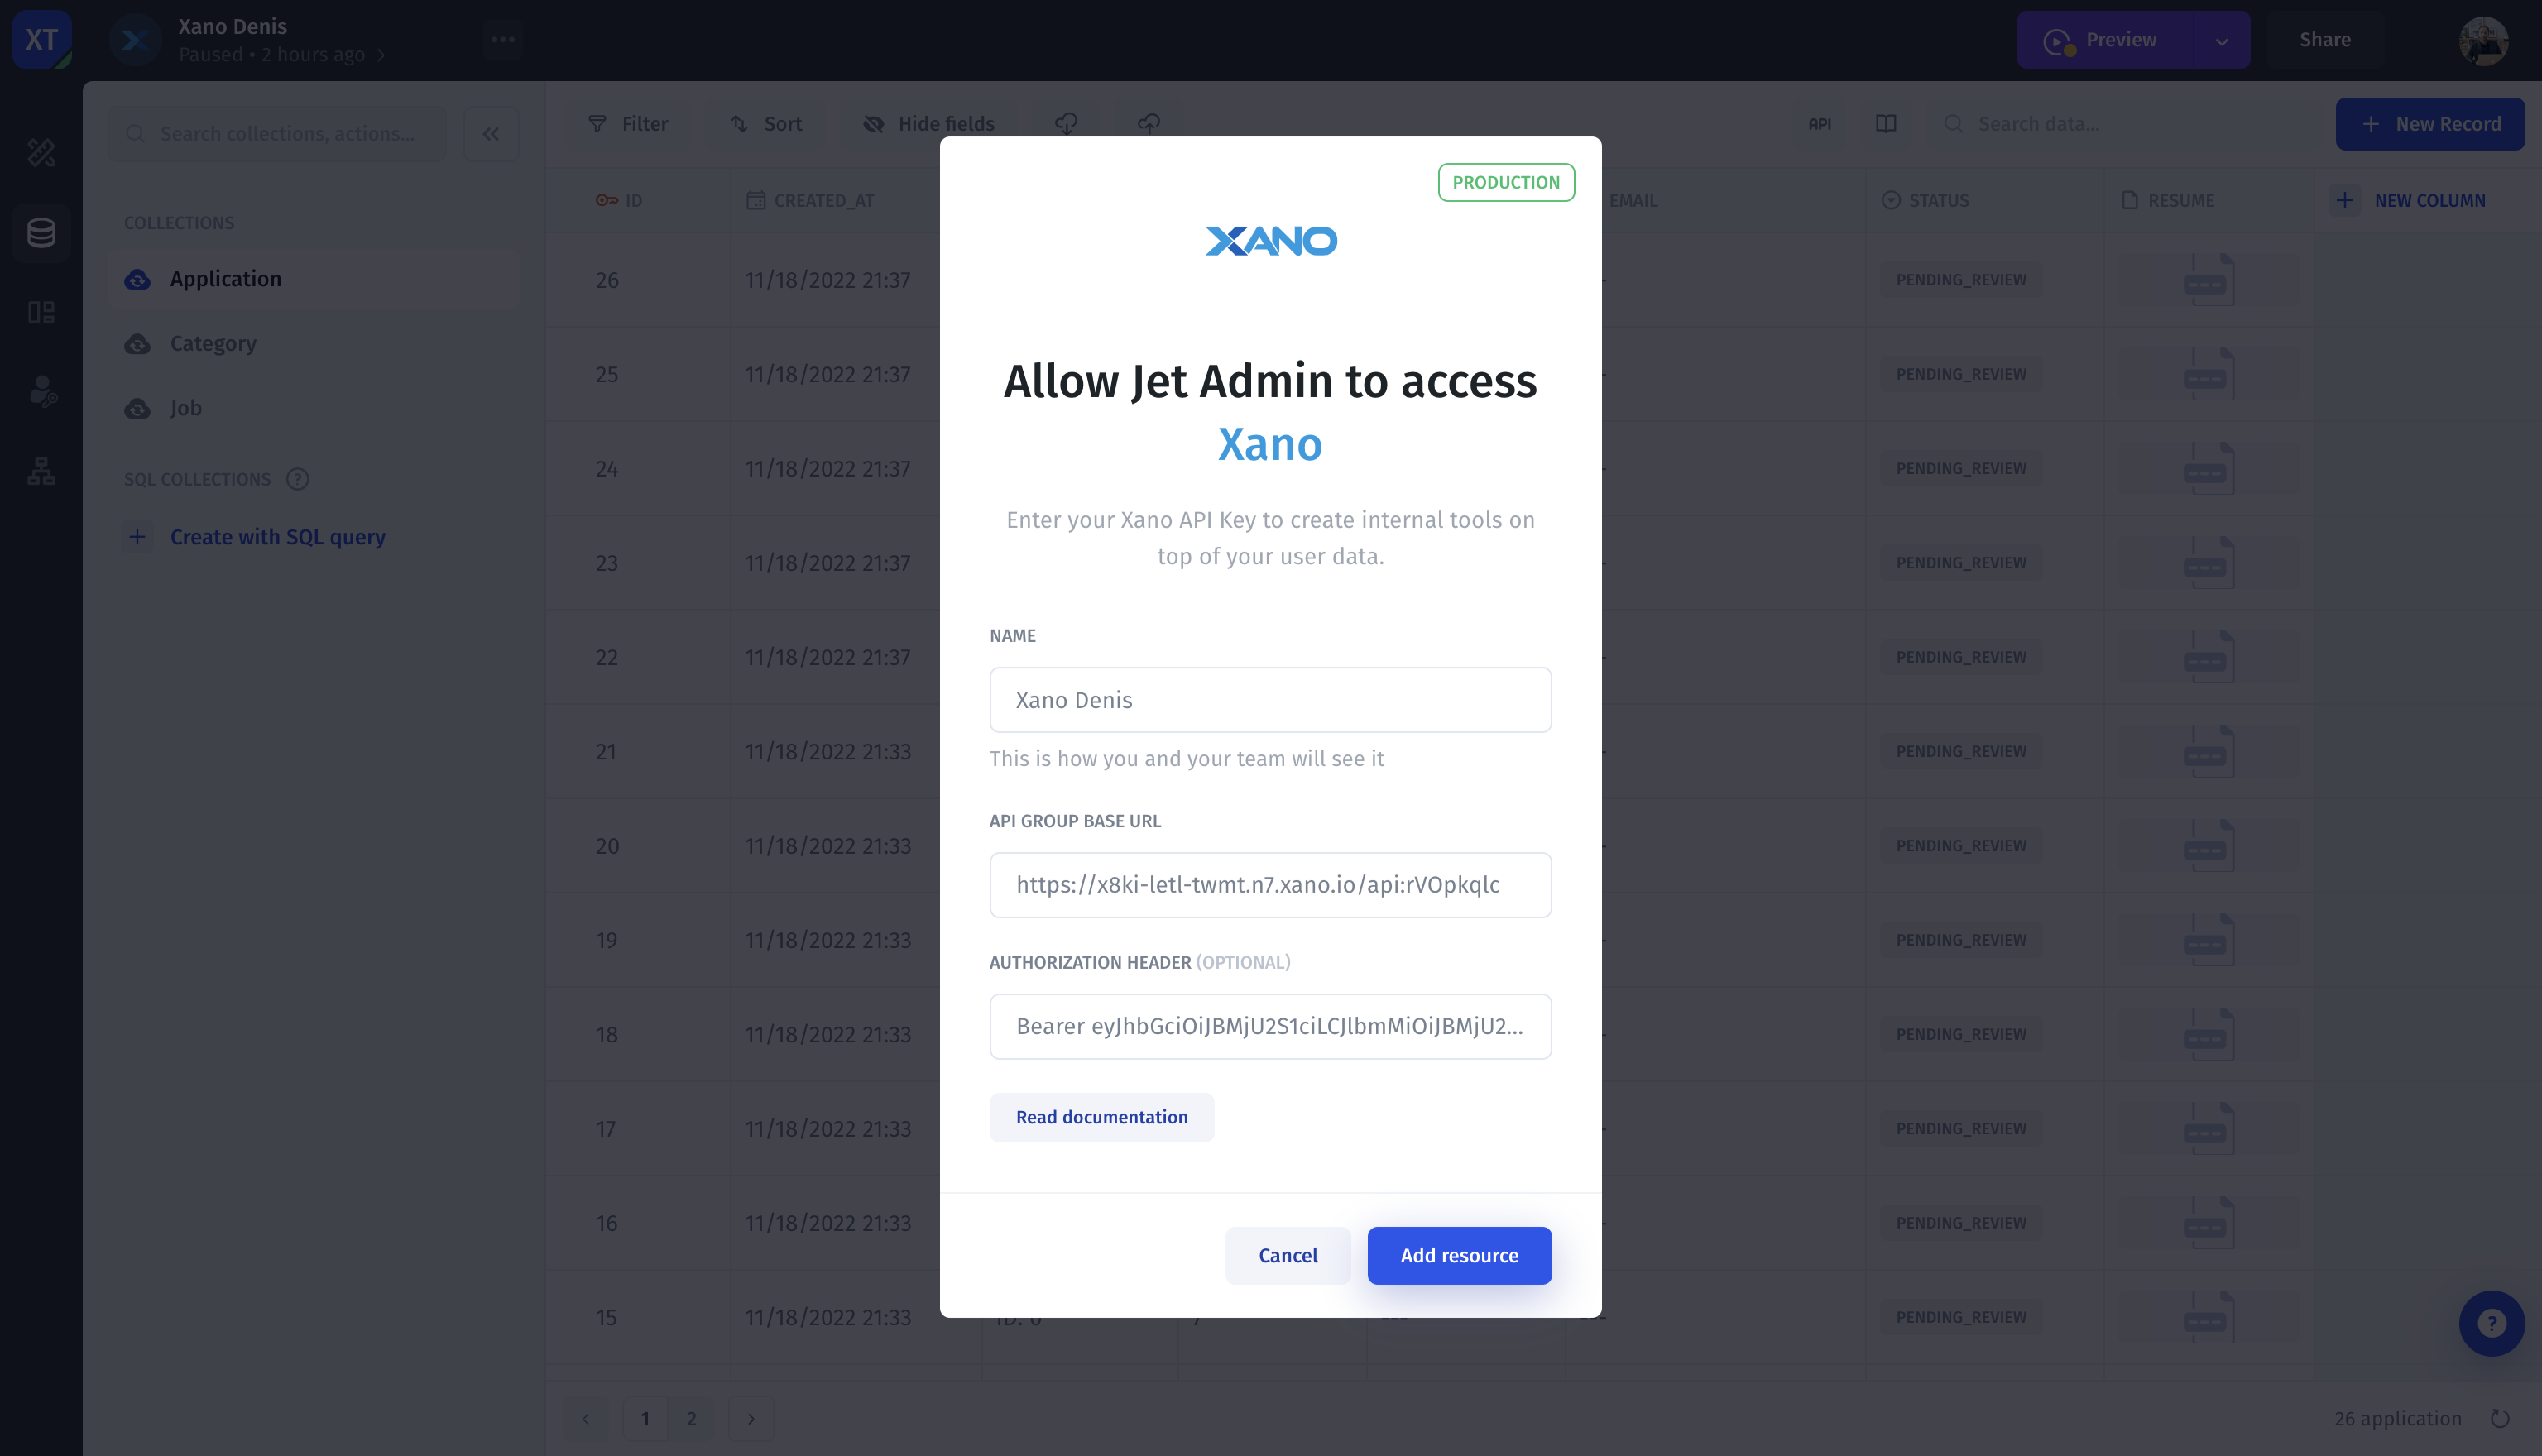 XT
Xano Denis
Paused • 2 hours ago
Preview
Share
Search collections, actions...
Filter
Sort
Hide fields
API
Search data...
New Record
COLLECTIONS
Application
Category
Job
SQL COLLECTIONS
Create with SQL query
ID
CREATED_AT
EMAIL
STATUS
RESUME
NEW COLUMN
26 11/18/2022 21:37 PENDING_REVIEW
25 11/18/2022 21:37 PENDING_REVIEW
24 11/18/2022 21:37 PENDING_REVIEW
23 11/18/2022 21:37 PENDING_REVIEW
22 11/18/2022 21:37 PENDING_REVIEW
21 11/18/2022 21:33 PENDING_REVIEW
20 11/18/2022 21:33 PENDING_REVIEW
19 11/18/2022 21:33 PENDING_REVIEW
18 11/18/2022 21:33 PENDING_REVIEW
17 11/18/2022 21:33 PENDING_REVIEW
16 11/18/2022 21:33 PENDING_REVIEW
15 11/18/2022 21:33 PENDING_REVIEW
PRODUCTION
XANO
Allow Jet Admin to access
Xano
Enter your Xano API Key to create internal tools on
top of your user data.
NAME
Xano Denis
This is how you and your team will see it
API GROUP BASE URL
https://x8ki-letl-twmt.n7.xano.io/api:rVOpkqlc
AUTHORIZATION HEADER (OPTIONAL)
Bearer eyJhbGciOiJBMjU2S1ciLCJlbmMiOiJBMjU2...
Read documentation
Cancel
Add resource
1 2
26 application